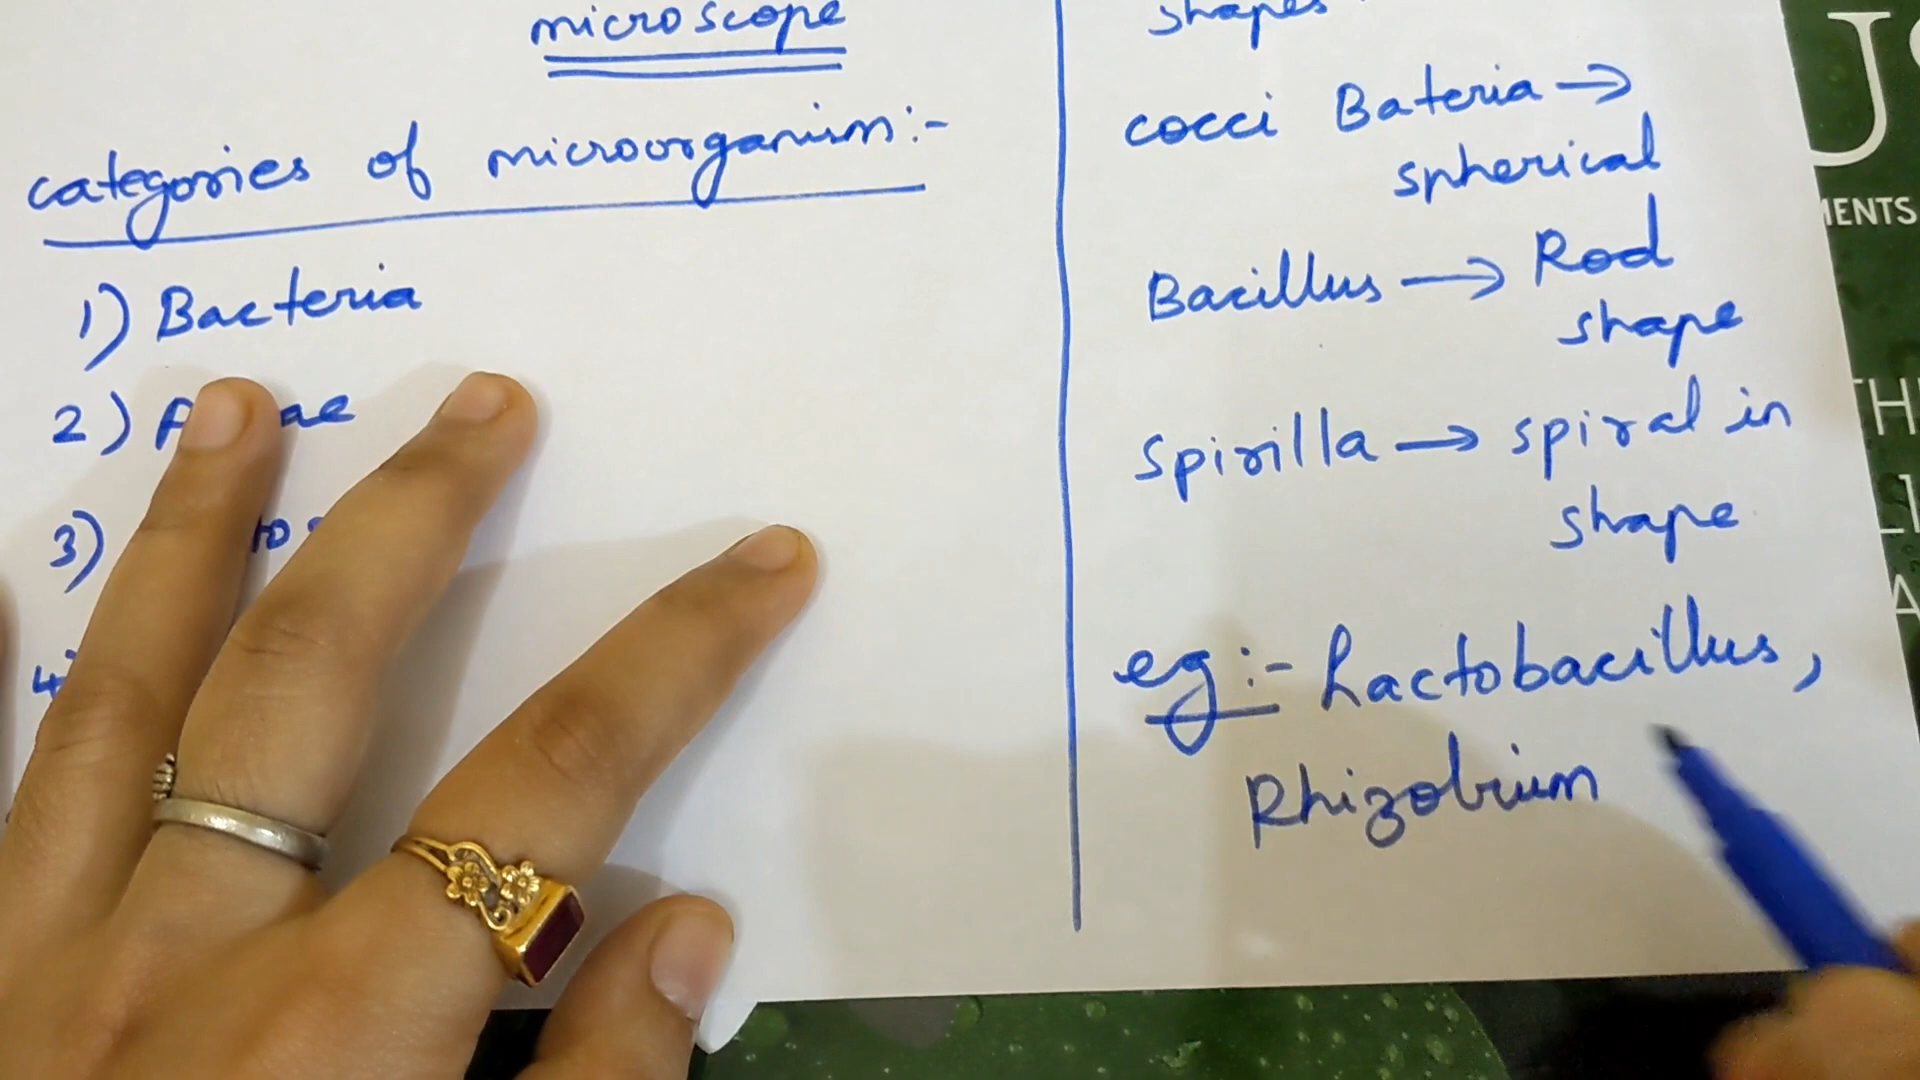 microscope
categories of microorganism:-
1) Bacteria
2)
3)
shapes
cocci Bateria →
spherical
Bacillus → Rod
shape
Spirilla → spiral in
shape
eg:- Lactobacillus,
Rhizobium